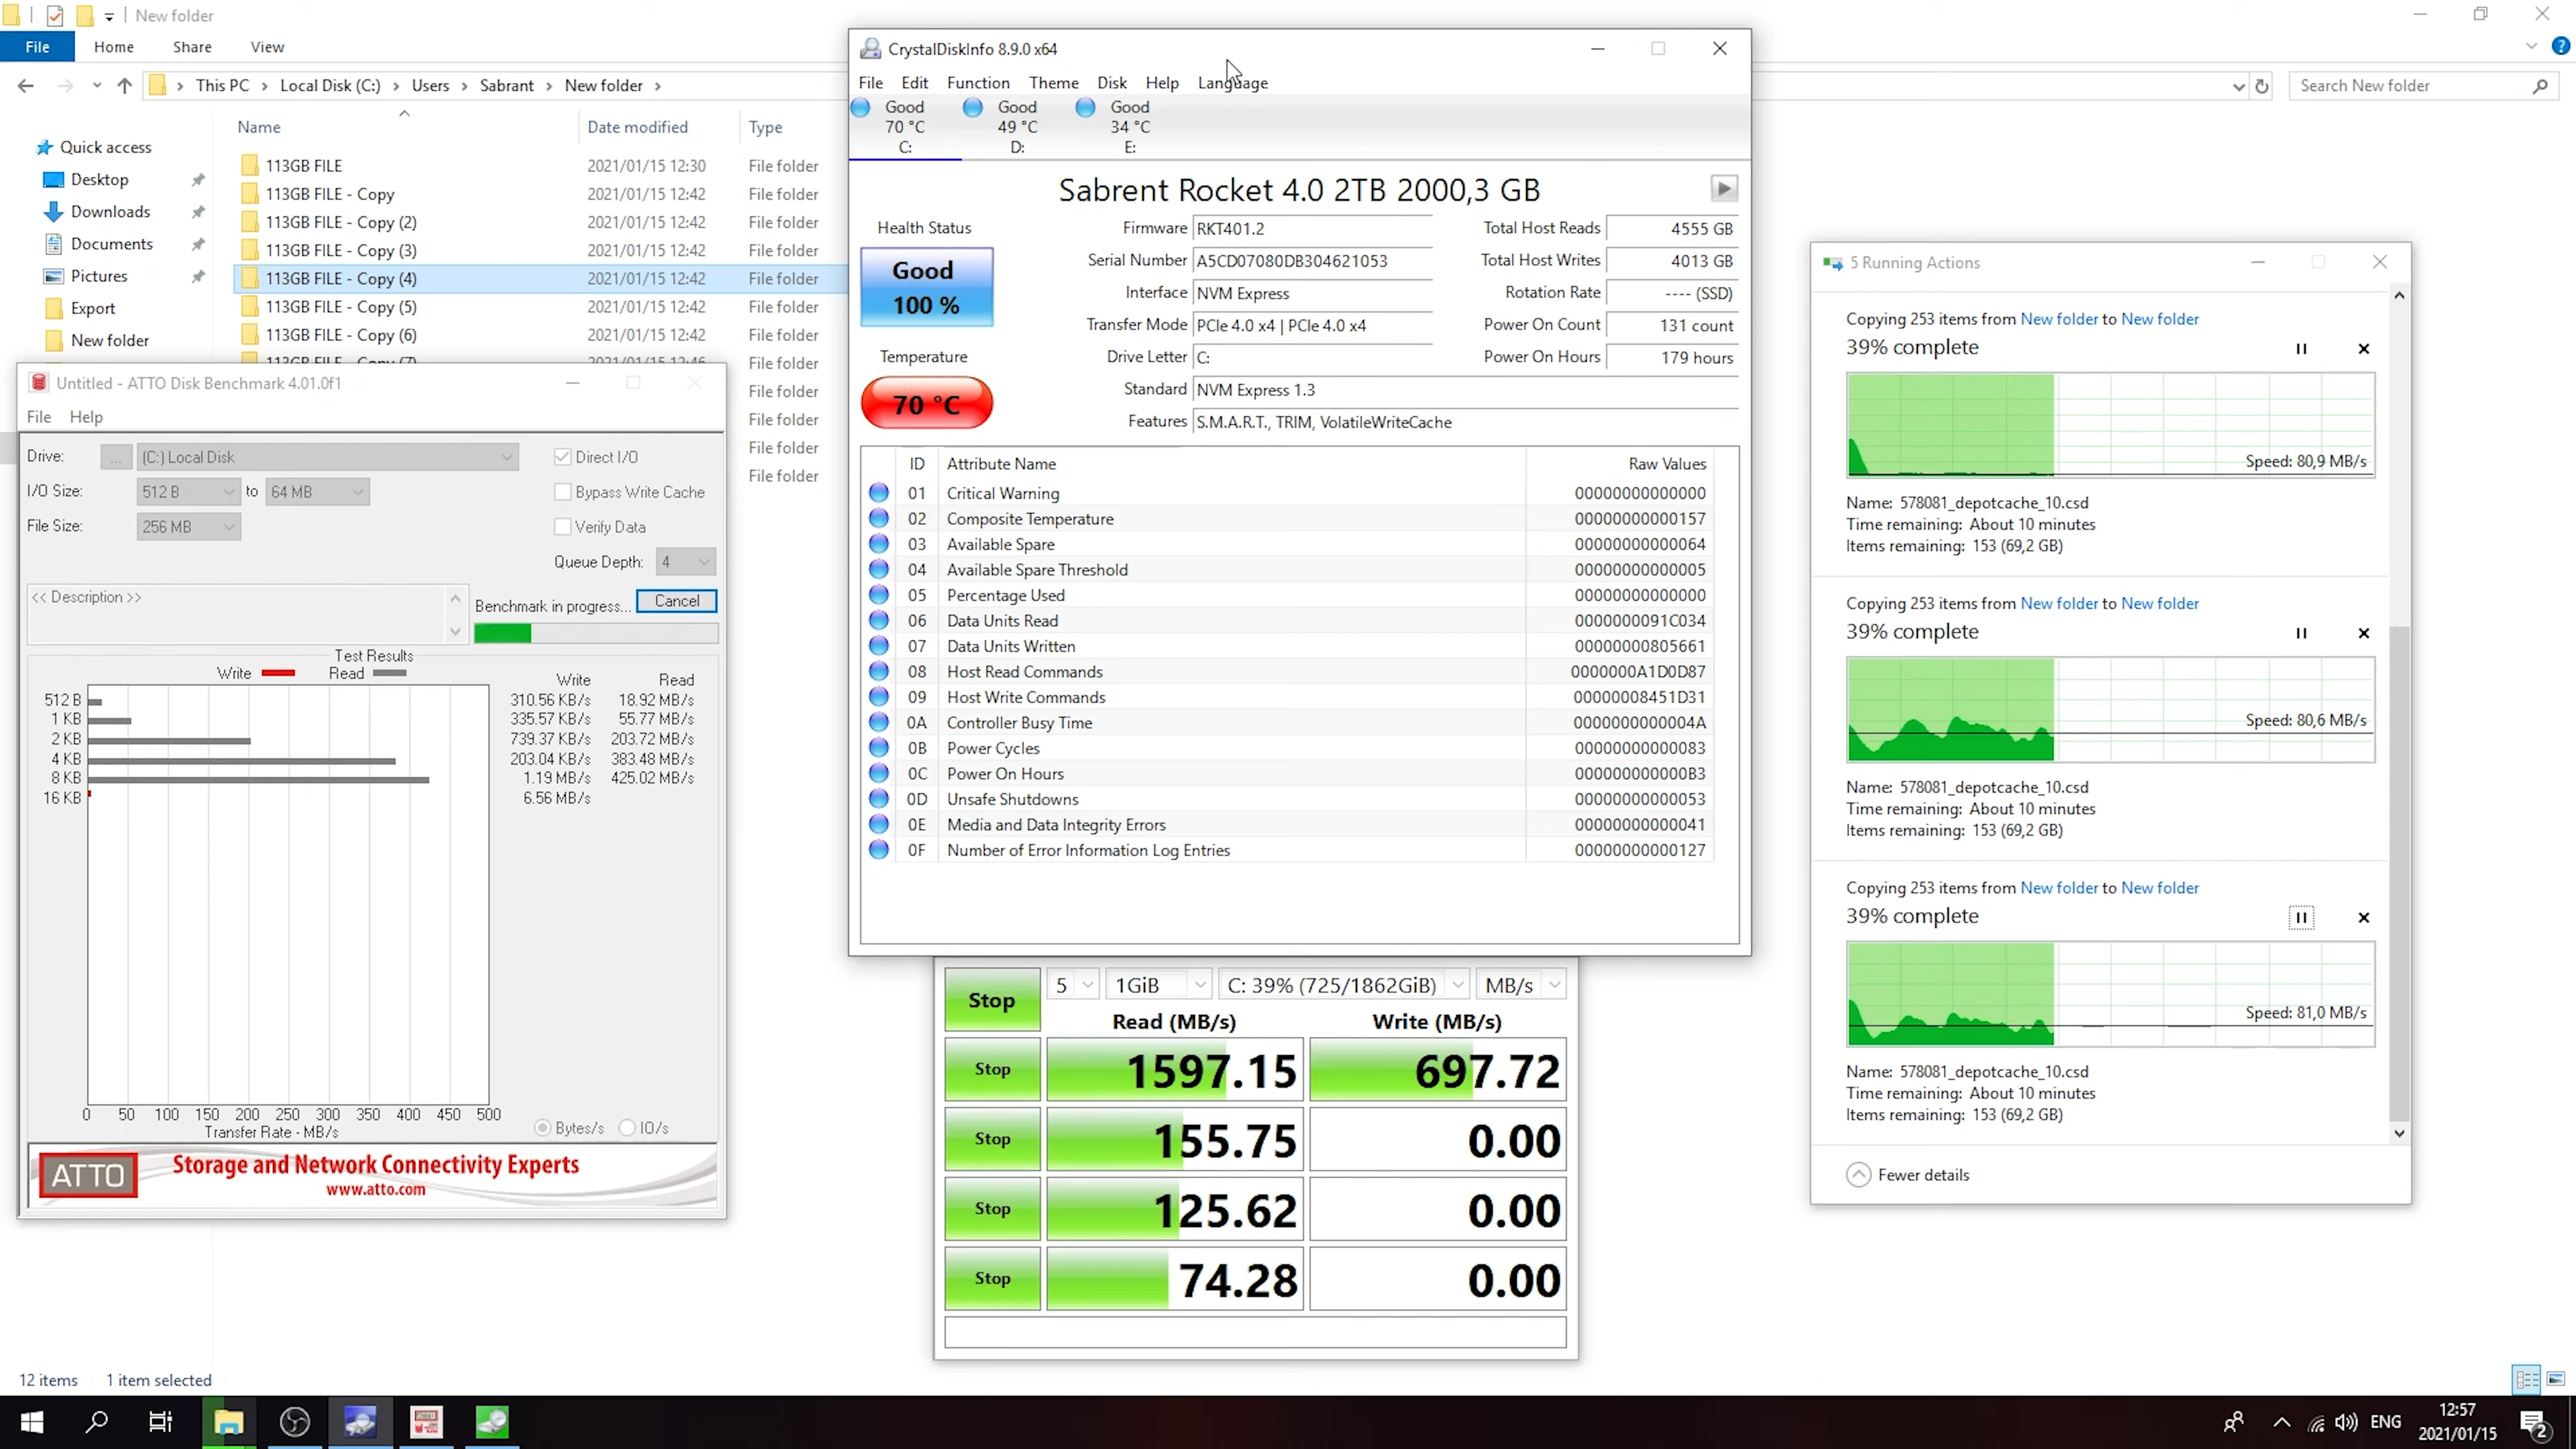 New folder
File Home Share View
This PC > Local Disk (C:) > Users > Sabrant > New folder >
Search New folder
Quick access
Desktop
Downloads
Documents
Pictures
Export
New folder
Name Date modified Type
113GB FILE 2021/01/15 12:30 File folder
113GB FILE - Copy 2021/01/15 12:42 File folder
113GB FILE - Copy (2) 2021/01/15 12:42 File folder
113GB FILE - Copy (3) 2021/01/15 12:42 File folder
113GB FILE - Copy (4) 2021/01/15 12:42 File folder
113GB FILE - Copy (5) 2021/01/15 12:42 File folder
113GB FILE - Copy (6) 2021/01/15 12:42 File folder
113GB FILE - Copy (7) 2021/01/15 12:46 File folder
File folder
File folder
File folder
File folder
Untitled - ATTO Disk Benchmark 4.01.0f1
File Help
Drive: ... (C:) Local Disk
Direct I/O
I/O Size: 512 B to 64 MB
Bypass Write Cache
File Size: 256 MB
Verify Data
Queue Depth: 4
<< Description >>
Benchmark in progress... Cancel
Test Results
Write Read
Write Read
512 B 310.56 KB/s 18.92 MB/s
1 KB 335.57 KB/s 55.77 MB/s
2 KB 739.37 KB/s 203.72 MB/s
4 KB 203.04 KB/s 383.48 MB/s
8 KB 1.19 MB/s 425.02 MB/s
16 KB 6.56 MB/s
0 50 100 150 200 250 300 350 400 450 500
Transfer Rate - MB/s
Bytes/s IO/s
ATTO
Storage and Network Connectivity Experts
www.atto.com
CrystalDiskInfo 8.9.0 x64
File Edit Function Theme Disk Help Language
Good Good Good
70 °C 49 °C 34 °C
C: D: E:
Sabrent Rocket 4.0 2TB 2000,3 GB
Health Status
Good
100 %
Temperature
70 °C
Firmware RKT401.2
Serial Number A5CD07080DB304621053
Interface NVM Express
Transfer Mode PCIe 4.0 x4 | PCIe 4.0 x4
Drive Letter C:
Standard NVM Express 1.3
Features S.M.A.R.T., TRIM, VolatileWriteCache
Total Host Reads 4555 GB
Total Host Writes 4013 GB
Rotation Rate ---- (SSD)
Power On Count 131 count
Power On Hours 179 hours
ID Attribute Name Raw Values
01 Critical Warning 00000000000000
02 Composite Temperature 00000000000157
03 Available Spare 00000000000064
04 Available Spare Threshold 00000000000005
05 Percentage Used 00000000000000
06 Data Units Read 0000000091C034
07 Data Units Written 00000000805661
08 Host Read Commands 0000000A1D0D87
09 Host Write Commands 00000008451D31
0A Controller Busy Time 0000000000004A
0B Power Cycles 00000000000083
0C Power On Hours 000000000000B3
0D Unsafe Shutdowns 00000000000053
0E Media and Data Integrity Errors 00000000000041
0F Number of Error Information Log Entries 00000000000127
Stop 5 1GiB C: 39% (725/1862GiB) MB/s
Read (MB/s) Write (MB/s)
Stop 1597.15 697.72
Stop 155.75 0.00
Stop 125.62 0.00
Stop 74.28 0.00
5 Running Actions
Copying 253 items from New folder to New folder
39% complete
Speed: 80,9 MB/s
Name: 578081_depotcache_10.csd
Time remaining: About 10 minutes
Items remaining: 153 (69,2 GB)
Copying 253 items from New folder to New folder
39% complete
Speed: 80,6 MB/s
Name: 578081_depotcache_10.csd
Time remaining: About 10 minutes
Items remaining: 153 (69,2 GB)
Copying 253 items from New folder to New folder
39% complete
Speed: 81,0 MB/s
Name: 578081_depotcache_10.csd
Time remaining: About 10 minutes
Items remaining: 153 (69,2 GB)
Fewer details
12 items 1 item selected
ENG
12:57
2021/01/15
2